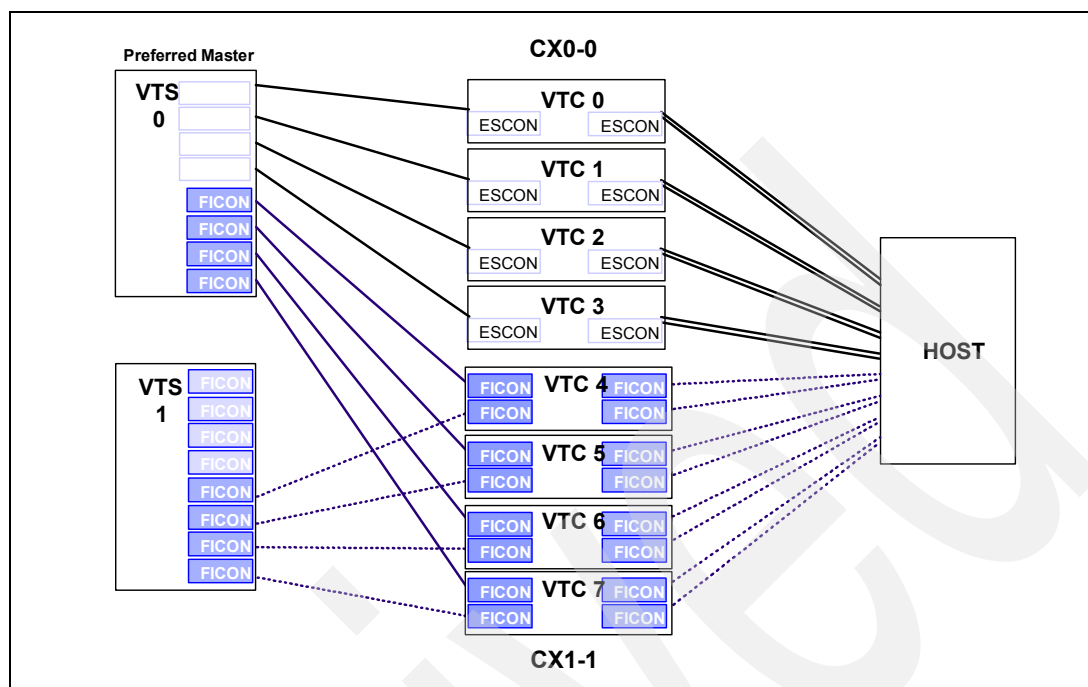 Preferred Master
VTS
0
FICON
FICON
FICON
FICON
VTS
1
FICON
FICON
FICON
FICON
FICON
FICON
FICON
FICON
CX0-0
VTC 0
ESCON ESCON
VTC 1
ESCON ESCON
VTC 2
ESCON ESCON
VTC 3
ESCON ESCON
VTC 4
FICON FICON
FICON FICON
VTC 5
FICON FICON
FICON FICON
VTC 6
FICON FICON
FICON FICON
VTC 7
FICON FICON
FICON FICON
CX1-1
HOST